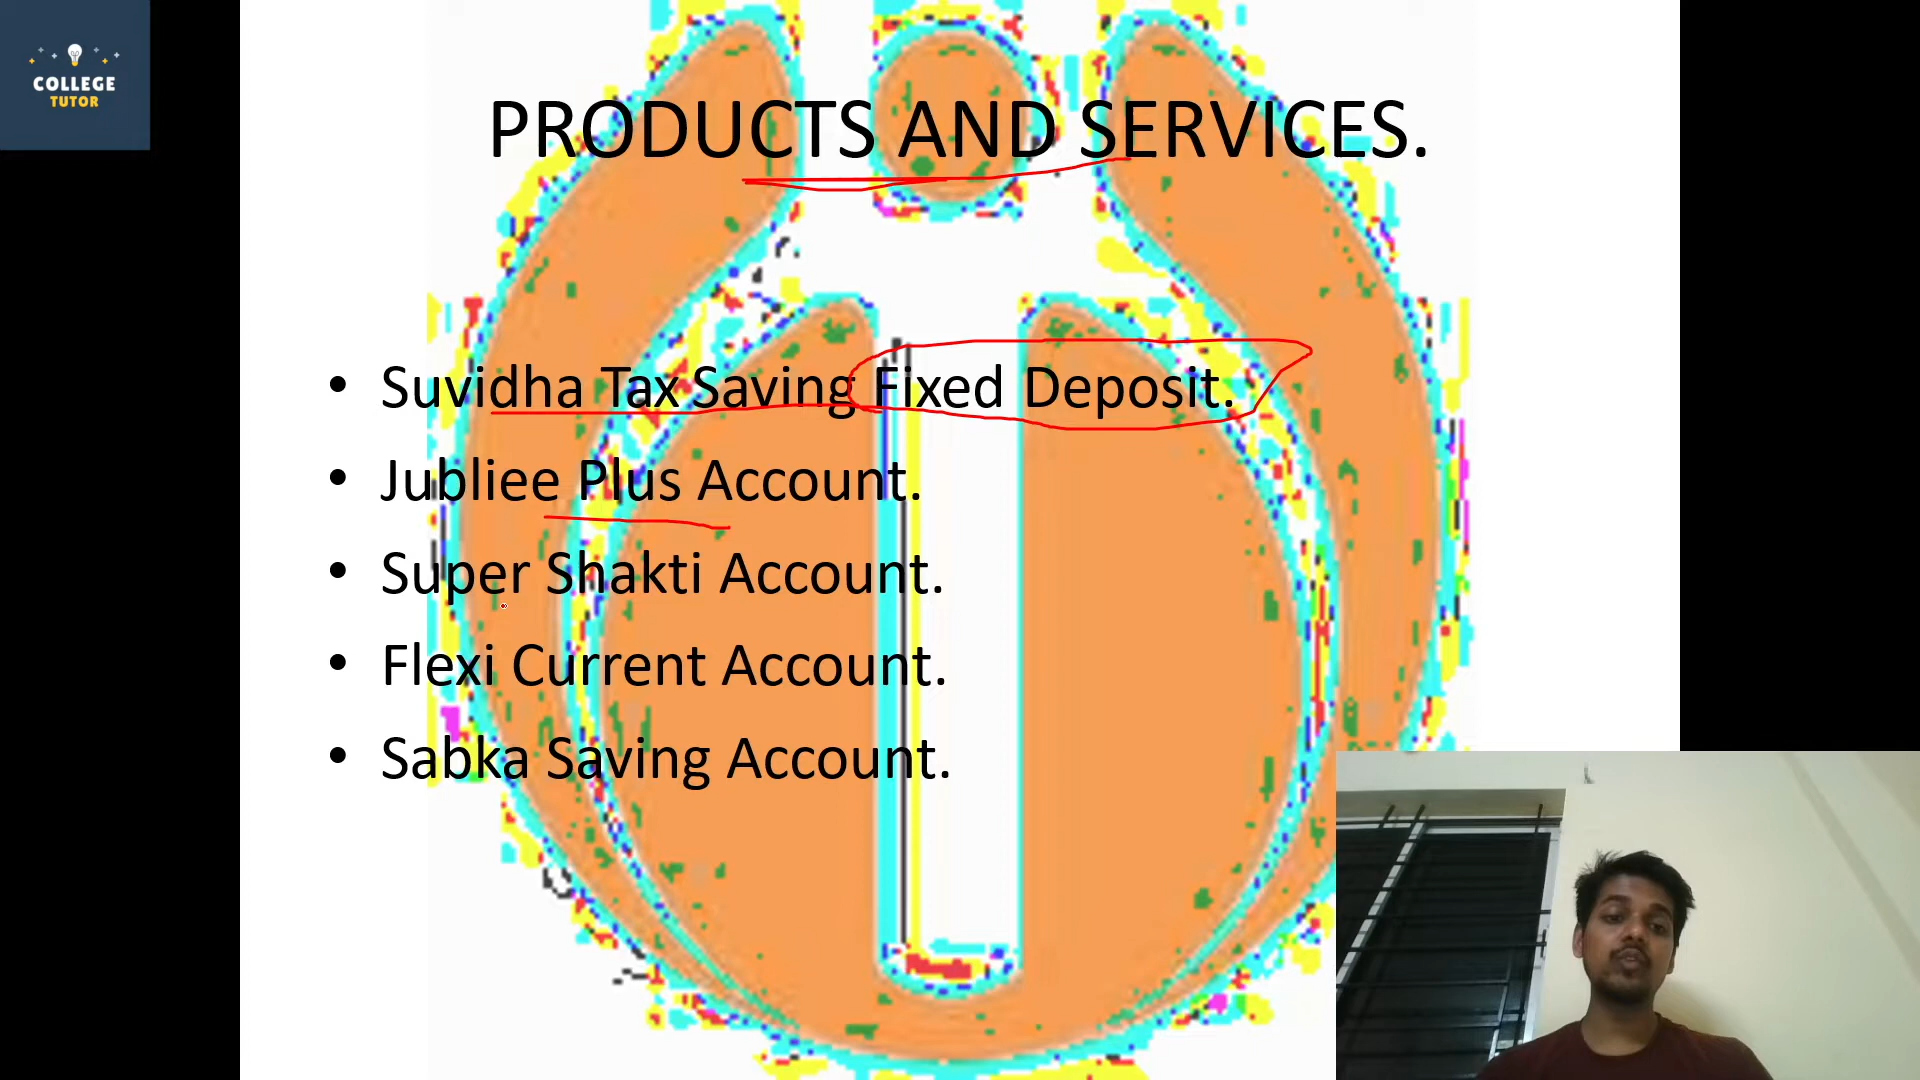 COLLEGE
TUTOR
PRODUCTS AND SERVICES.
• Suvidha Tax Saving Fixed Deposit.
• Jubliee Plus Account.
• Super Shakti Account.
• Flexi Current Account.
• Sabka Saving Account.